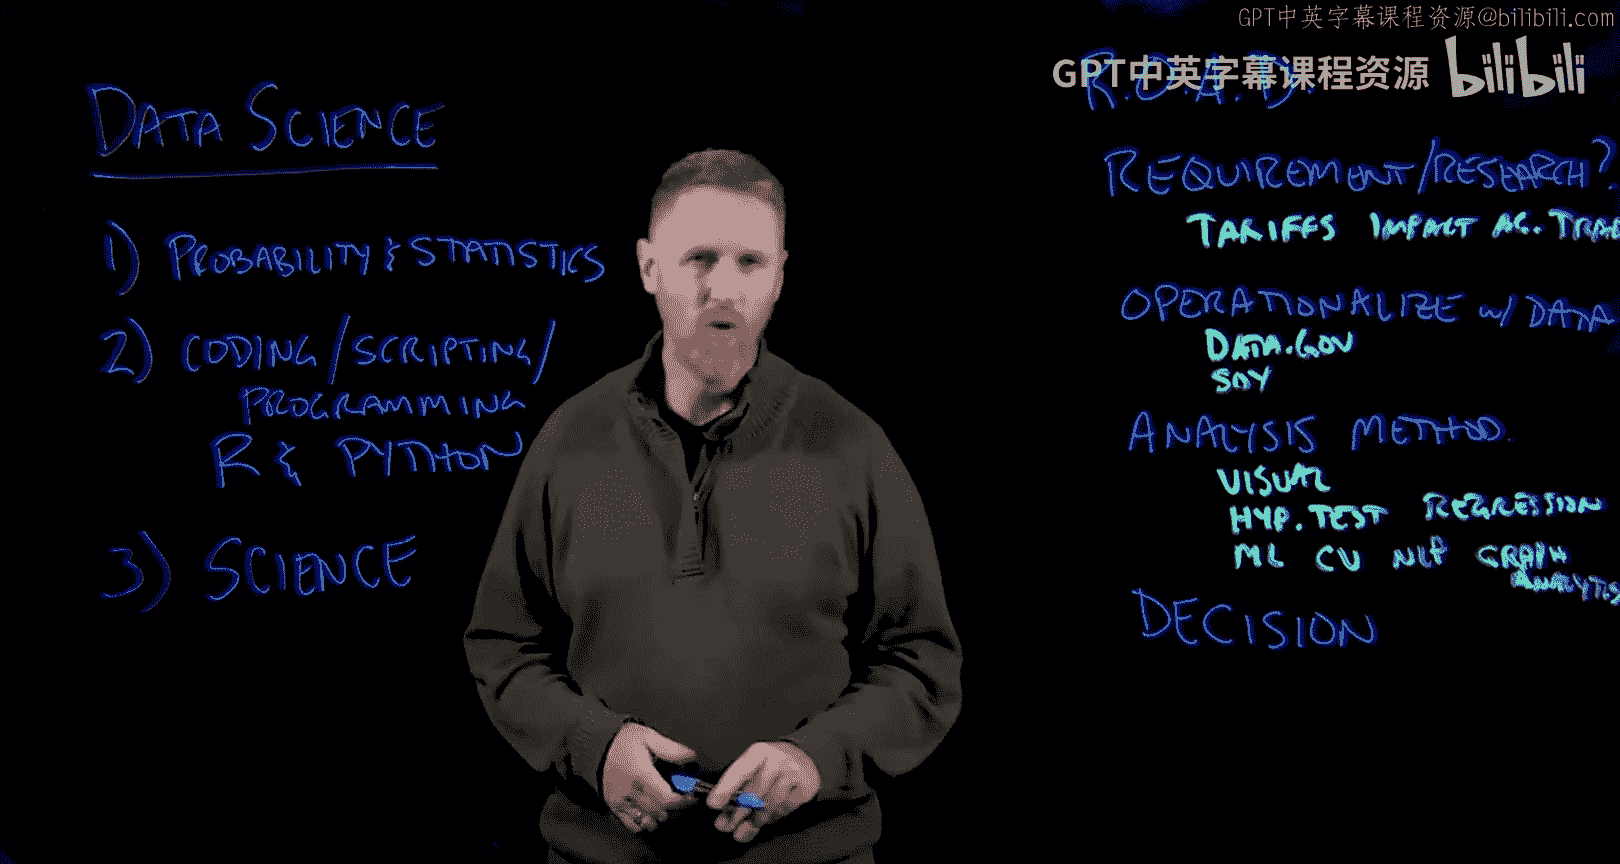 GPT中英字幕课程资源@bilibili.com
GPT中英字幕课程资源 bilibili
DATA SCIENCE
1) PROBABILITY & STATISTICS
2) CODING/SCRIPTING/
PROGRAMMING
R & PYTHON
3) SCIENCE
R.O.A.D.
REQUIREMENT/RESEARCH?
TARIFFS IMPACT AG. TRAD
OPERATIONALIZE w/ DATA
DATA.GOV
SOY
ANALYSIS METHOD.
VISUAL
HYP. TEST REGRESSION
ML CV NLP GRAPH
ANALYTICS
DECISION